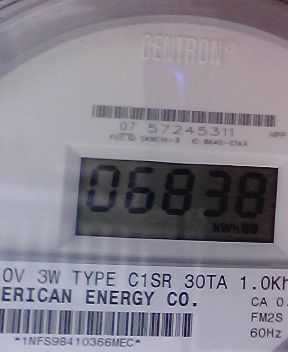 CENTRON®
07 57245311
06838
kWh
0V 3W TYPE C1SR 30TA 1.0Kh
ERICAN ENERGY CO.
CA 0.
FM2S
60Hz
*1NFS98410366MEC*